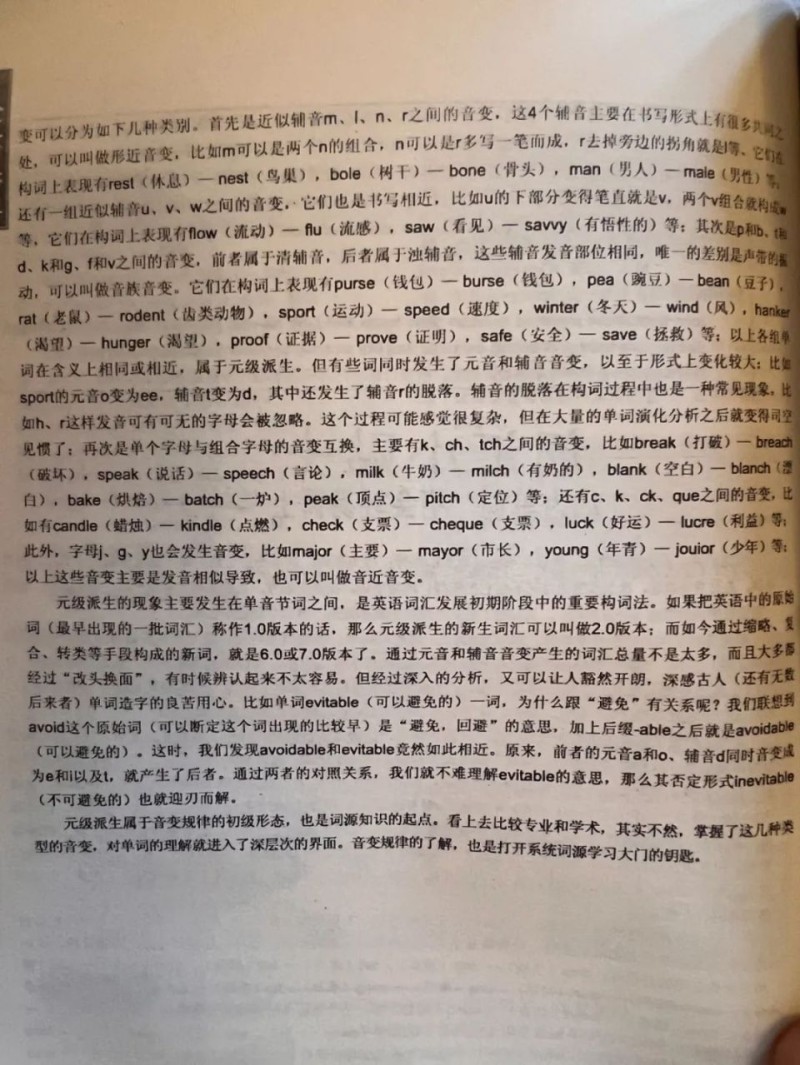 变可以分为如下几种类别。首先是近似辅音m、l、n、r之间的音变，这4个辅音主要在书写形式上有很多共同之
处，可以叫做形近音变，比如m可以是两个n的组合，n可以是r多写一笔而成，r去掉旁边的拐角就是l等，它们在
构词上表现有rest（休息）— nest（鸟巢），bole（树干）— bone（骨头），man（男人）— male（男性）等，
还有一组近似辅音u、v、w之间的音变，它们也是书写相近，比如u的下部分变得笔直就是v，两个v组合就构成w
等，它们在构词上表现有flow（流动）— flu（流感），saw（看见）— savvy（有悟性的）等；其次是p和b、t和
d、k和g、f和v之间的音变，前者属于清辅音，后者属于浊辅音，这些辅音发音部位相同，唯一的差别是声带的振
动，可以叫做音族音变。它们在构词上表现有purse（钱包）— burse（钱包），pea（豌豆）— bean（豆子），
rat（老鼠）— rodent（齿类动物），sport（运动）— speed（速度），winter（冬天）— wind（风），hanker
（渴望）— hunger（渴望），proof（证据）— prove（证明），safe（安全）— save（拯救）等；以上各组单
词在含义上相同或相近，属于元级派生。但有些词同时发生了元音和辅音音变，以至于形式上变化较大；比如
sport的元音o变为ee，辅音t变为d，其中还发生了辅音r的脱落。辅音的脱落在构词过程中也是一种常见现象，比
如h、r这样发音可有可无的字母会被忽略。这个过程可能感觉很复杂，但在大量的单词演化分析之后就变得司空
见惯了；再次是单个字母与组合字母的音变互换，主要有k、ch、tch之间的音变，比如break（打破）— breach
（破坏），speak（说话）— speech（言论），milk（牛奶）— milch（有奶的），blank（空白）— blanch（漂
白），bake（烘焙）— batch（一炉），peak（顶点）— pitch（定位）等；还有c、k、ck、que之间的音变，比
如有candle（蜡烛）— kindle（点燃），check（支票）— cheque（支票），luck（好运）— lucre（利益）等；
此外，字母j、g、y也会发生音变，比如major（主要）— mayor（市长），young（年青）— jouior（少年）等；
以上这些音变主要是发音相似导致，也可以叫做音近音变。
元级派生的现象主要发生在单音节词之间，是英语词汇发展初期阶段中的重要构词法。如果把英语中的原始
词（最早出现的一批词汇）称作1.0版本的话，那么元级派生的新生词汇可以叫做2.0版本；而如今通过缩略、复
合、转类等手段构成的新词，就是6.0或7.0版本了。通过元音和辅音音变产生的词汇总量不是太多，而且大多都
经过“改头换面”，有时候辨认起来不太容易。但经过深入的分析，又可以让人豁然开朗，深感古人（还有无数
后来者）单词造字的良苦用心。比如单词evitable（可以避免的）一词，为什么跟“避免”有关系呢？我们联想到
avoid这个原始词（可以断定这个词出现的比较早）是“避免，回避”的意思，加上后缀-able之后就是avoidable
（可以避免的）。这时，我们发现avoidable和evitable竟然如此相近。原来，前者的元音a和o、辅音d同时音变成
为e和i以及t，就产生了后者。通过两者的对照关系，我们就不难理解evitable的意思，那么其否定形式inevitable
（不可避免的）也就迎刃而解。
元级派生属于音变规律的初级形态，也是词源知识的起点。看上去比较专业和学术，其实不然，掌握了这几种类
型的音变，对单词的理解就进入了深层次的界面。音变规律的了解，也是打开系统词源学习大门的钥匙。